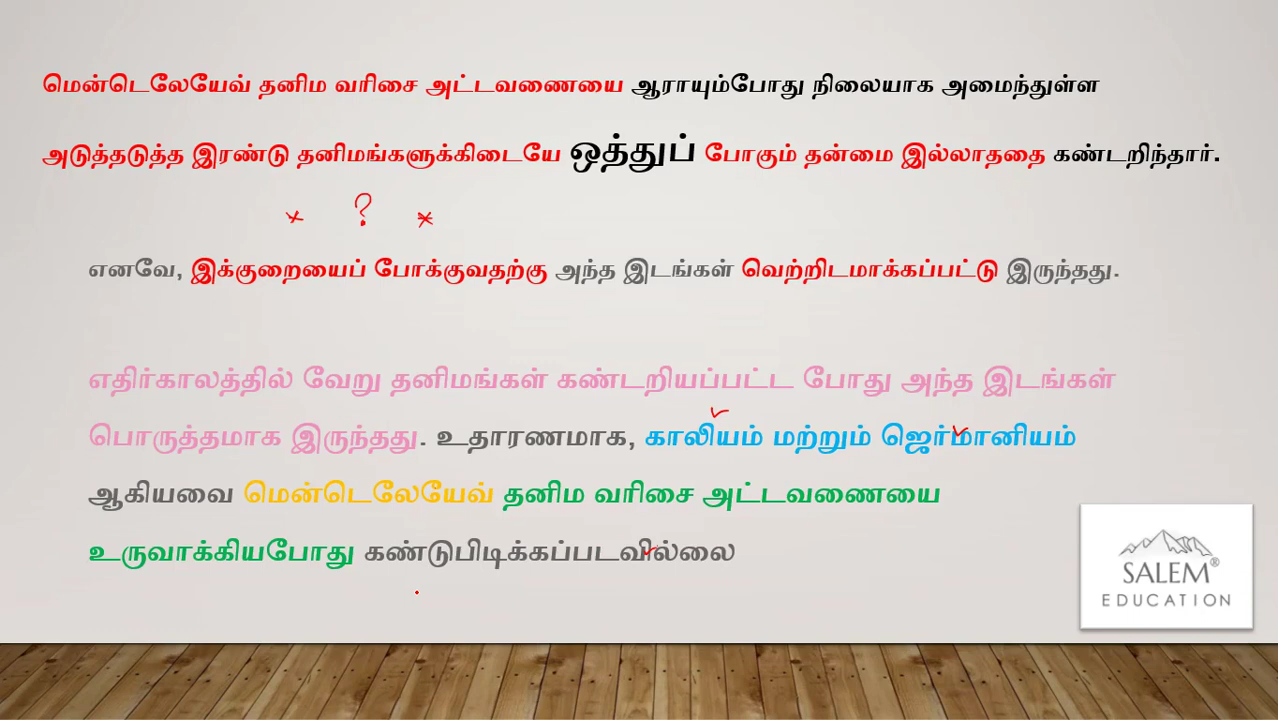 மென்டெலேயேவ் தனிம வரிசை அட்டவணையை ஆராயும்போது நிலையாக அமைந்துள்ள
அடுத்தடுத்த இரண்டு தனிமங்களுக்கிடையே ஒத்துப் போகும் தன்மை இல்லாததை கண்டறிந்தார்.
× ? *
எனவே, இக்குறையைப் போக்குவதற்கு அந்த இடங்கள் வெற்றிடமாக்கப்பட்டு இருந்தது.
எதிர்காலத்தில் வேறு தனிமங்கள் கண்டறியப்பட்ட போது அந்த இடங்கள்
பொருத்தமாக இருந்தது. உதாரணமாக, காலியம் மற்றும் ஜெர்மானியம்
ஆகியவை மென்டெலேயேவ் தனிம வரிசை அட்டவணையை
உருவாக்கியபோது கண்டுபிடிக்கப்படவில்லை
SALEM®
EDUCATION